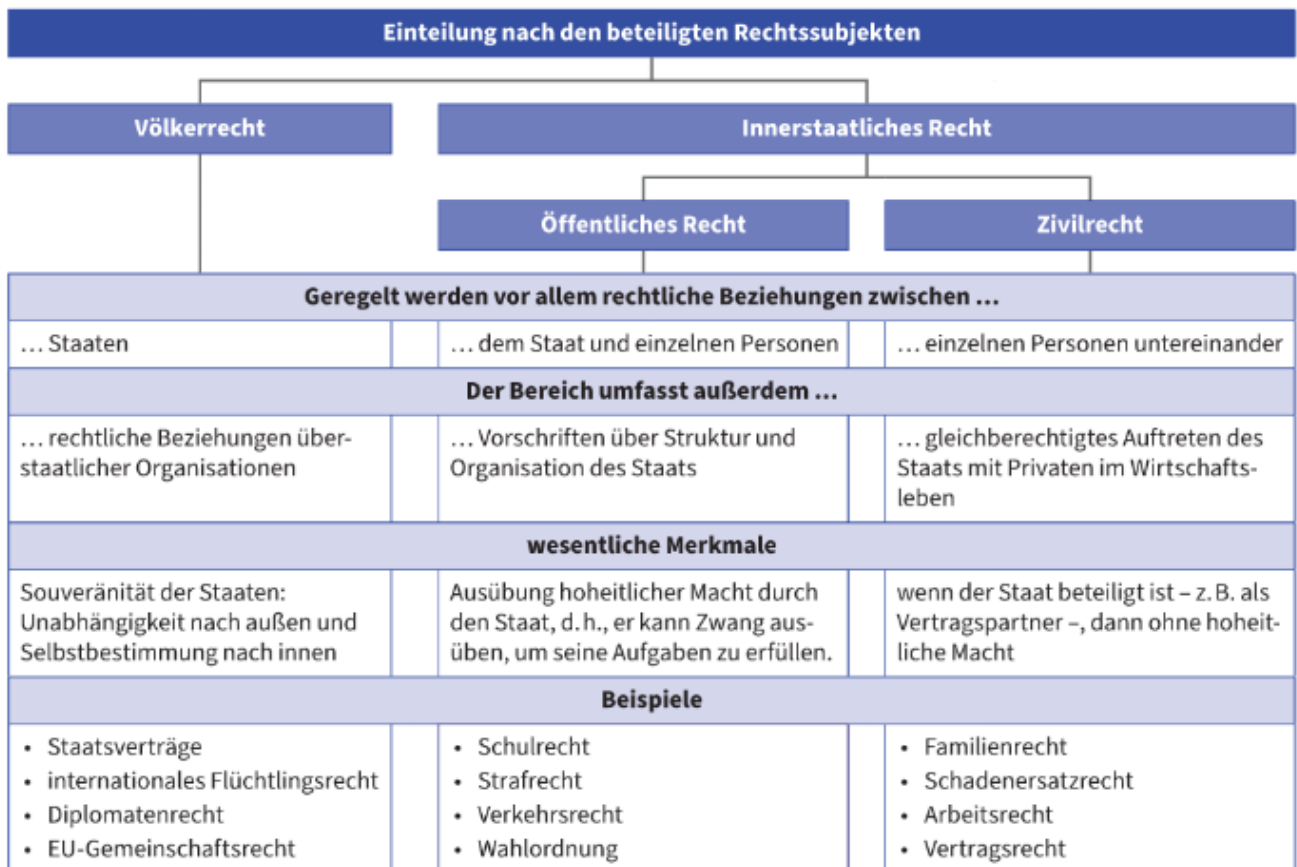 Einteilung nach den beteiligten Rechtssubjekten
Völkerrecht
Innerstaatliches Recht
Öffentliches Recht
Zivilrecht
Geregelt werden vor allem rechtliche Beziehungen zwischen …
… Staaten
… dem Staat und einzelnen Personen
… einzelnen Personen untereinander
Der Bereich umfasst außerdem …
… rechtliche Beziehungen über-
staatlicher Organisationen
… Vorschriften über Struktur und
Organisation des Staats
… gleichberechtigtes Auftreten des
Staats mit Privaten im Wirtschafts-
leben
wesentliche Merkmale
Souveränität der Staaten:
Unabhängigkeit nach außen und
Selbstbestimmung nach innen
Ausübung hoheitlicher Macht durch
den Staat, d. h., er kann Zwang aus-
üben, um seine Aufgaben zu erfüllen.
wenn der Staat beteiligt ist – z. B. als
Vertragspartner –, dann ohne hoheit-
liche Macht
Beispiele
• Staatsverträge
• internationales Flüchtlingsrecht
• Diplomatenrecht
• EU-Gemeinschaftsrecht
• Schulrecht
• Strafrecht
• Verkehrsrecht
• Wahlordnung
• Familienrecht
• Schadenersatzrecht
• Arbeitsrecht
• Vertragsrecht